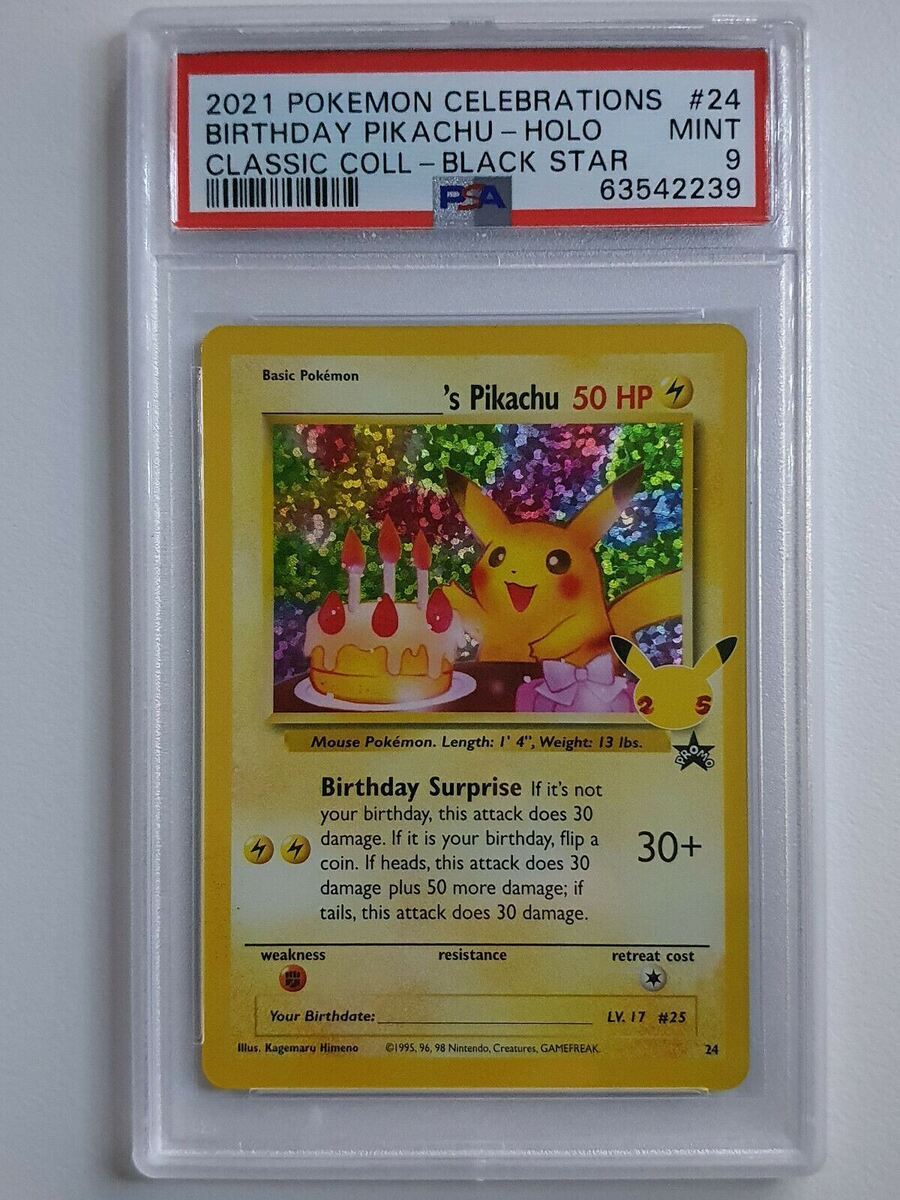 2021 POKEMON CELEBRATIONS #24
BIRTHDAY PIKACHU - HOLO MINT
CLASSIC COLL - BLACK STAR 9
PSA 63542239
Basic Pokémon
__________'s Pikachu 50 HP
25
Mouse Pokémon. Length: 1' 4", Weight: 13 lbs.
PROMO
Birthday Surprise If it's not
your birthday, this attack does 30
damage. If it is your birthday, flip a
coin. If heads, this attack does 30
damage plus 50 more damage; if
tails, this attack does 30 damage.
30+
weakness resistance retreat cost
Your Birthdate:__________ LV. 17 #25
Illus. Kagemaru Himeno ©1995, 96, 98 Nintendo, Creatures, GAMEFREAK. 24